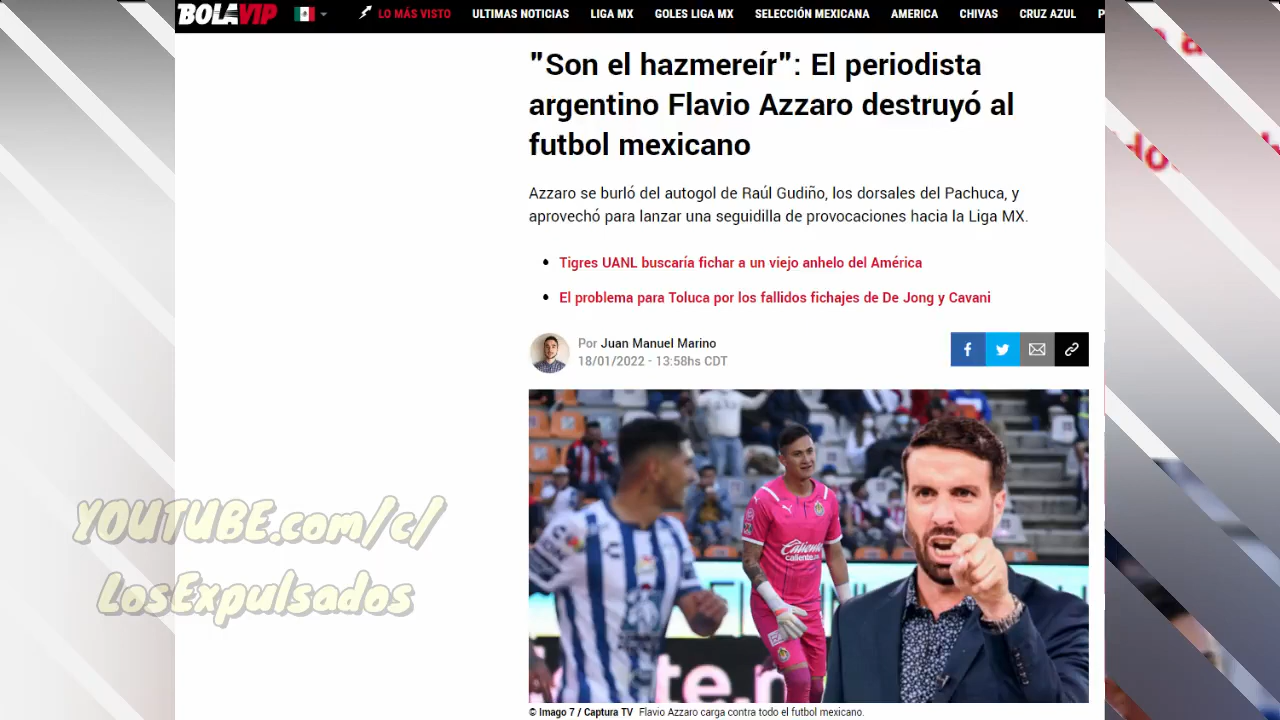 BOLAVIP
LO MÁS VISTO ULTIMAS NOTICIAS LIGA MX GOLES LIGA MX SELECCIÓN MEXICANA AMERICA CHIVAS CRUZ AZUL P
"Son el hazmereír": El periodista
argentino Flavio Azzaro destruyó al
futbol mexicano
Azzaro se burló del autogol de Raúl Gudiño, los dorsales del Pachuca, y
aprovechó para lanzar una seguidilla de provocaciones hacia la Liga MX.
Tigres UANL buscaría fichar a un viejo anhelo del América
El problema para Toluca por los fallidos fichajes de De Jong y Cavani
Por Juan Manuel Marino
18/01/2022 - 13:58hs CDT
Caliente
caliente.mx
© Imago 7 / Captura TV Flavio Azzaro carga contra todo el futbol mexicano.
YOUTUBE.com/c/
LosExpulsados